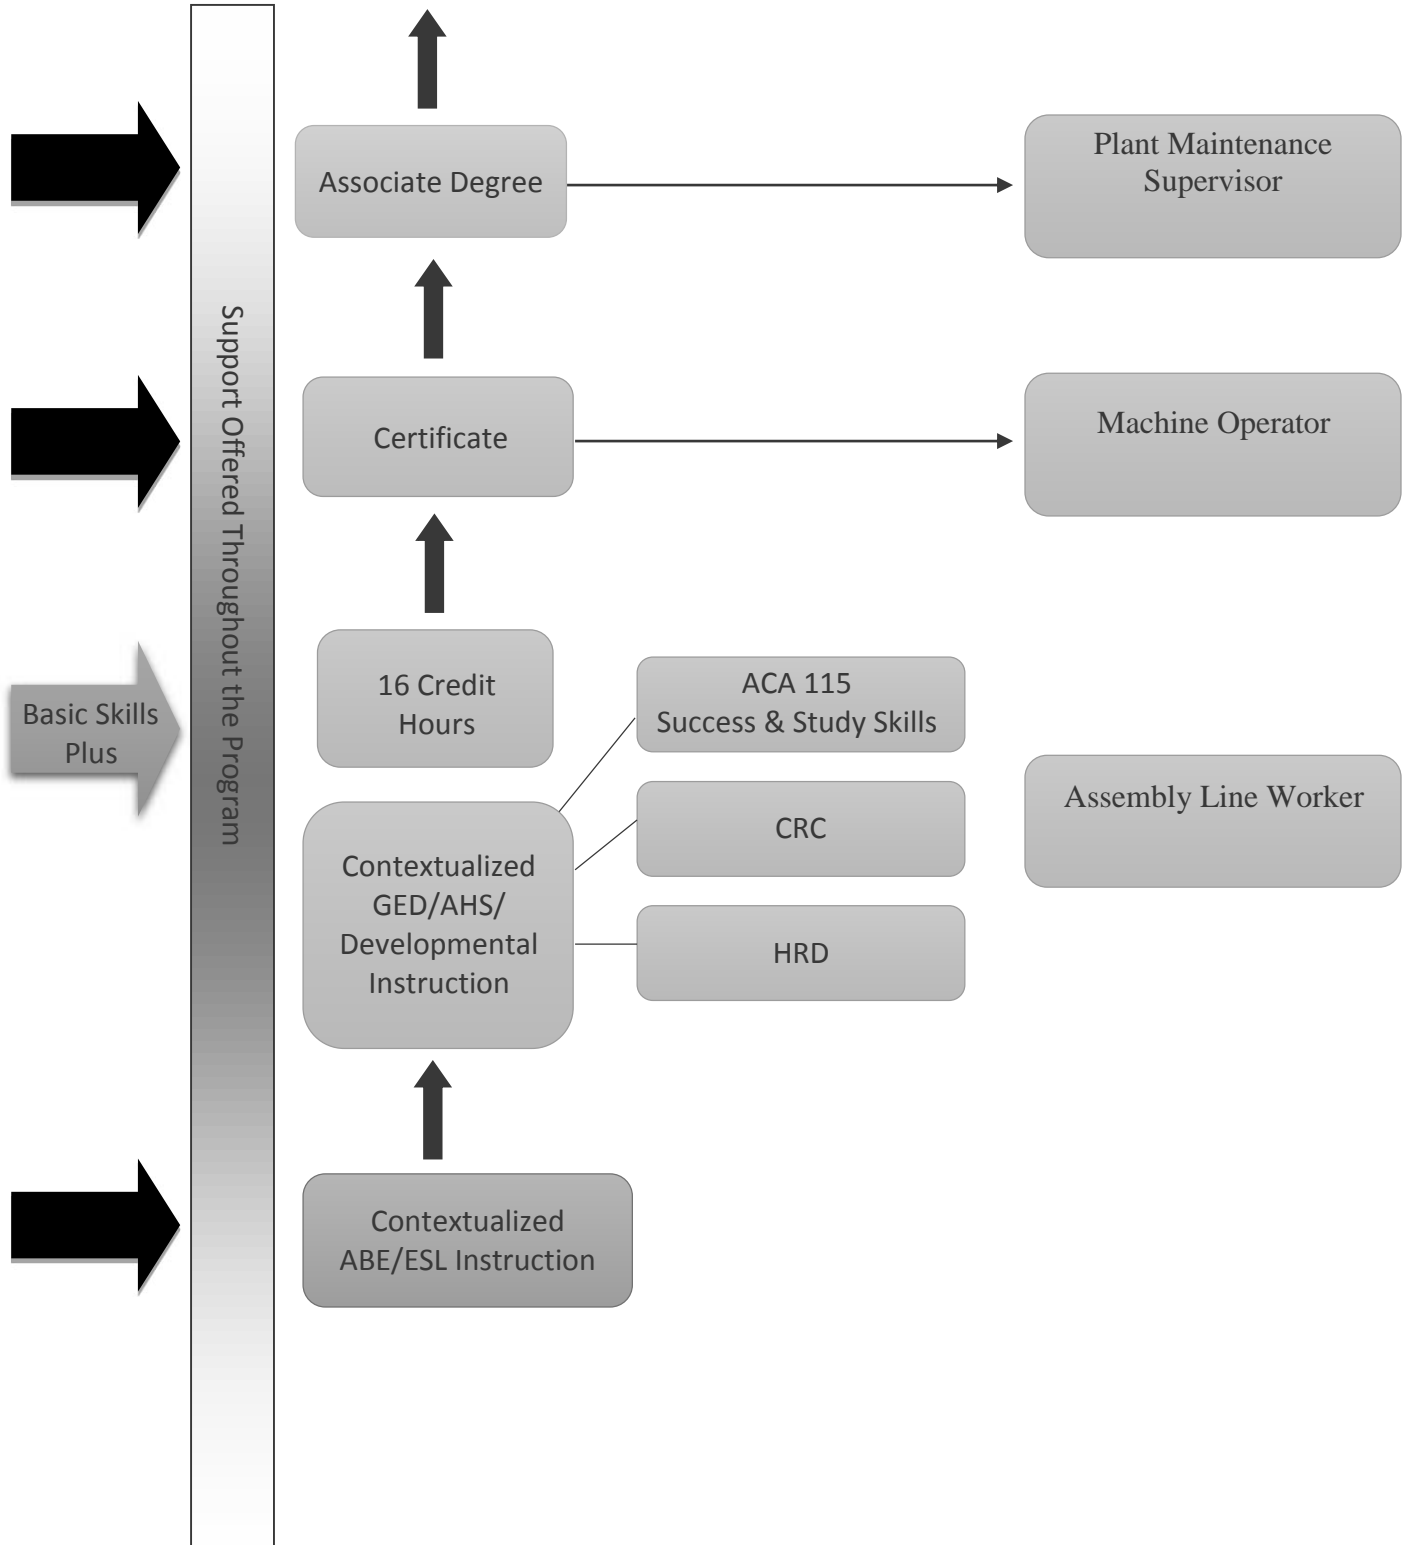 Associate Degree
Plant Maintenance
Supervisor
Support Offered Throughout the Program
Certificate
Machine Operator
Basic Skills
Plus
16 Credit
Hours
ACA 115
Success & Study Skills
CRC
HRD
Assembly Line Worker
Contextualized
GED/AHS/
Developmental
Instruction
Contextualized
ABE/ESL Instruction